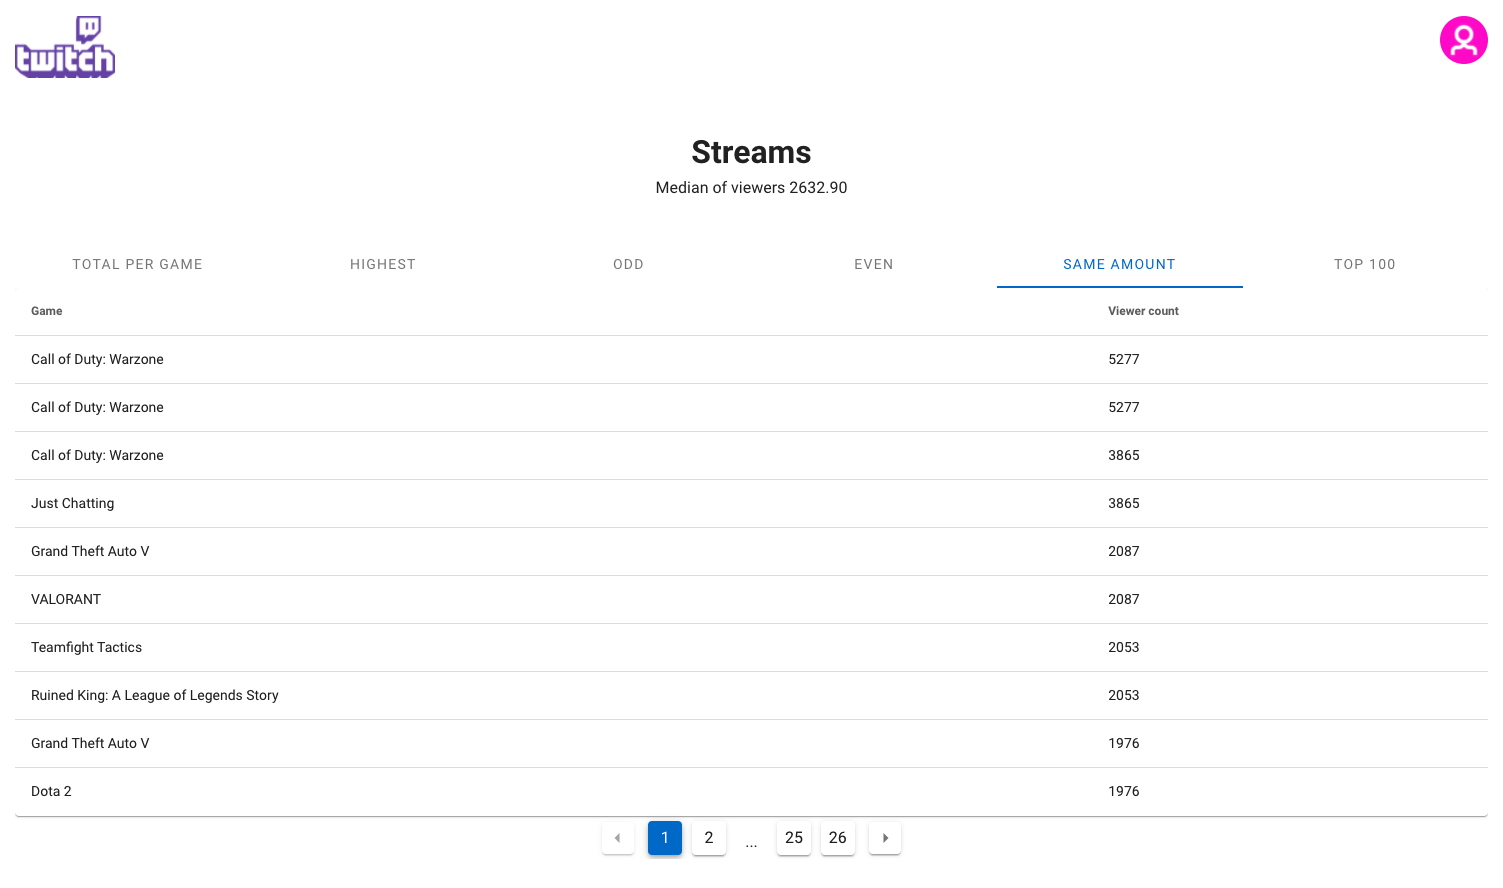 twitch
Streams
Median of viewers 2632.90
TOTAL PER GAME HIGHEST ODD EVEN SAME AMOUNT TOP 100
Game Viewer count
Call of Duty: Warzone 5277
Call of Duty: Warzone 5277
Call of Duty: Warzone 3865
Just Chatting 3865
Grand Theft Auto V 2087
VALORANT 2087
Teamfight Tactics 2053
Ruined King: A League of Legends Story 2053
Grand Theft Auto V 1976
Dota 2 1976
1 2 ... 25 26